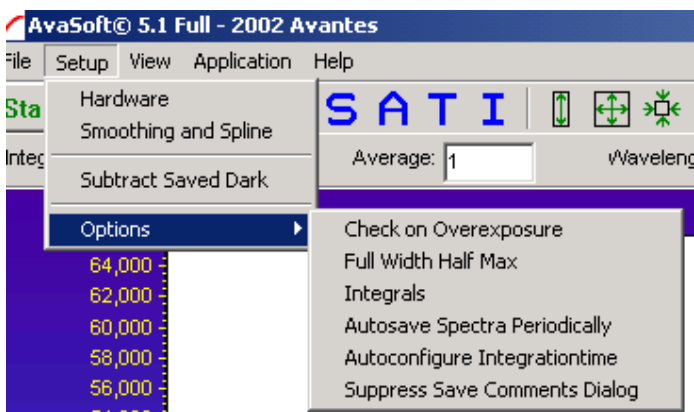 AvaSoft© 5.1 Full - 2002 Avantes
File Setup View Application Help
Hardware
Smoothing and Spline
Subtract Saved Dark
Options
S A T I
Average: 1
Check on Overexposure
Full Width Half Max
Integrals
Autosave Spectra Periodically
Autoconfigure Integrationtime
Suppress Save Comments Dialog
64,000
62,000
60,000
58,000
56,000